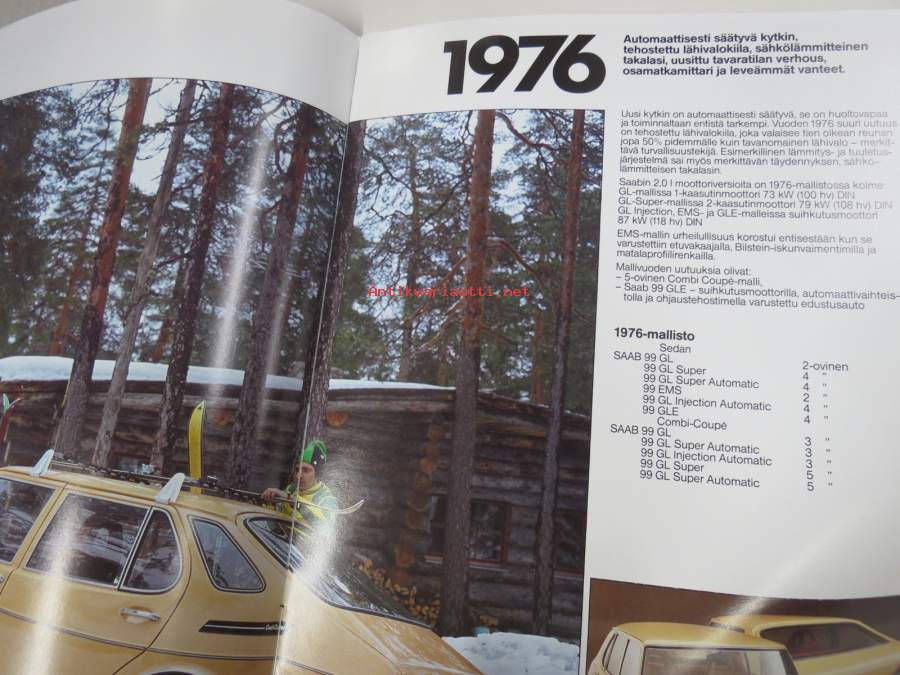 1976
Automaattisesti säätyvä kytkin,
tehostettu lähivalokiila, sähkölämmitteinen
takalasi, uusittu tavaratilan verhous,
osamatkamittari ja leveämmät vanteet.
Uusi kytkin on automaattisesti säätyvä, se on huoltovapaa
ja toiminnaltaan entistä tarkempi. Vuoden 1976 suuri uutuus
on tehostettu lähivalokiila, joka valaisee tien oikean reunan
jopa 50% pidemmälle kuin tavanomainen lähivalo – merkit-
tävä turvallisuustekijä. Esimerkillinen lämmitys- ja tuuletus-
järjestelmä sai myös merkittävän täydennyksen, sähkö-
lämmitteisen takalasin.
Saabin 2,0 l moottoriversioita on 1976-mallistossa kolme:
GL-mallissa 1-kaasutinmoottori 73 kW (100 hv) DIN
GL-Super-mallissa 2-kaasutinmoottori 79 kW (108 hv) DIN
GL Injection, EMS- ja GLE-malleissa suihkutusmoottori
87 kW (118 hv) DIN
EMS-mallin urheilullisuus korostui entisestään kun se
varustettiin etuvakaajalla, Bilstein-iskunvaimentimilla ja
matalaprofiilirenkailla.
Mallivuoden uutuuksia olivat:
– 5-ovinen Combi Coupé-malli,
– Saab 99 GLE – suihkutusmoottorilla, automaattivaihteis-
tolla ja ohjaustehostimella varustettu edustusauto
Antikvariaatti.net
1976-mallisto
Sedan
SAAB 99 GL 2-ovinen
99 GL Super 4 "
99 GL Super Automatic 4 "
99 EMS 2 "
99 GL Injection Automatic 4 "
99 GLE 4 "
Combi-Coupé
SAAB 99 GL 3 "
99 GL Super Automatic 3 "
99 GL Injection Automatic 3 "
99 GL Super 5 "
99 GL Super Automatic 5 "